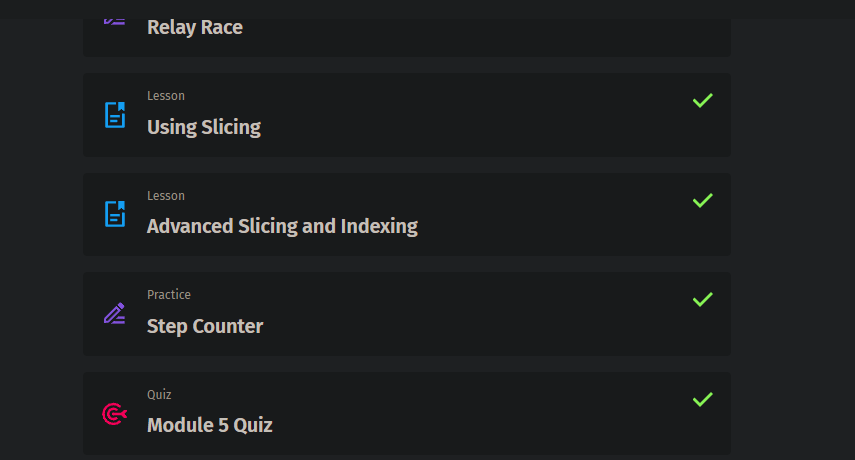 Relay Race
Lesson
Using Slicing
Lesson
Advanced Slicing and Indexing
Practice
Step Counter
Quiz
Module 5 Quiz